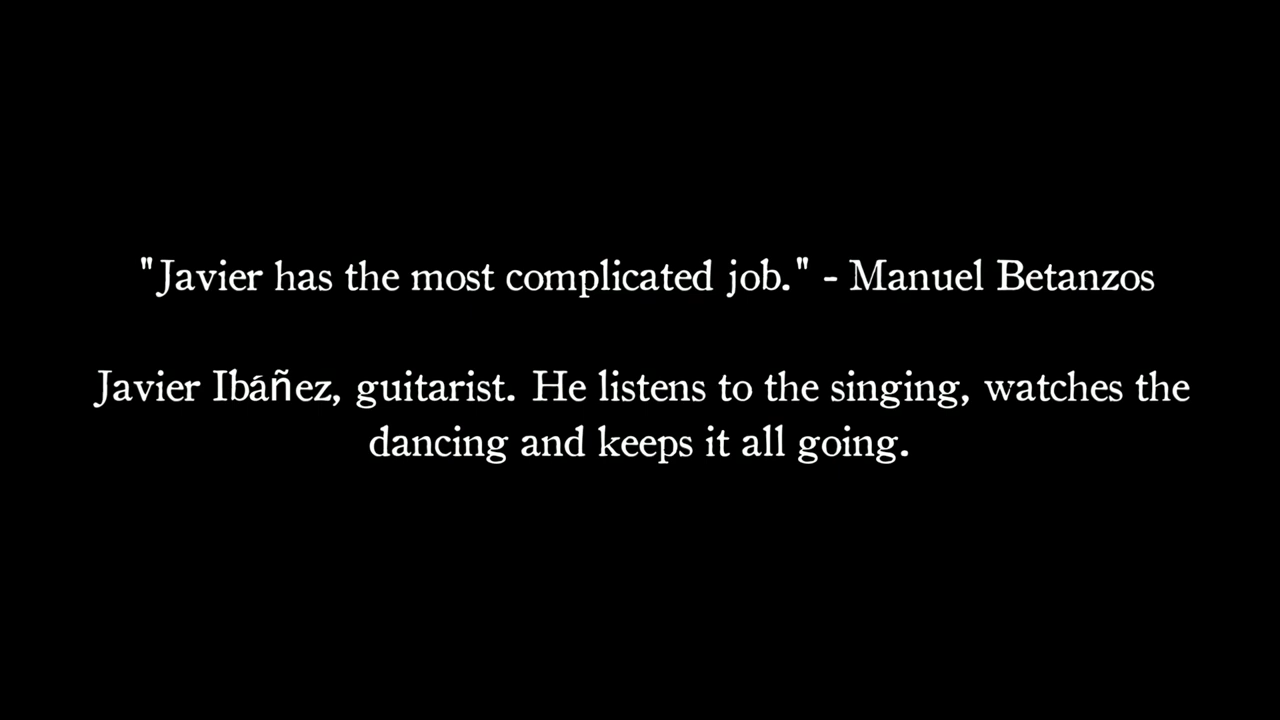 "Javier has the most complicated job." - Manuel Betanzos
Javier Ibáñez, guitarist. He listens to the singing, watches the
dancing and keeps it all going.